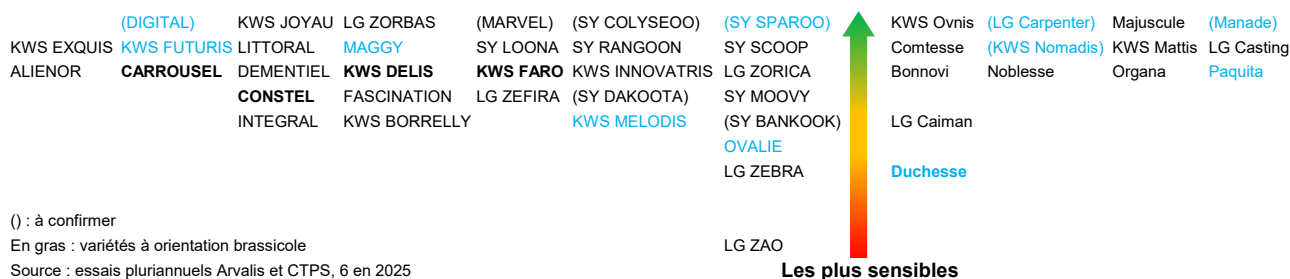 (DIGITAL) KWS JOYAU LG ZORBAS (MARVEL) (SY COLYSEOO) (SY SPAROO) KWS Ovnis (LG Carpenter) Majuscule (Manade)
KWS EXQUIS KWS FUTURIS LITTORAL MAGGY SY LOONA SY RANGOON SY SCOOP Comtesse (KWS Nomadis) KWS Mattis LG Casting
ALIENOR CARROUSEL DEMENTIEL KWS DELIS KWS FARO KWS INNOVATRIS LG ZORICA Bonnovi Noblesse Organa Paquita
CONSTEL FASCINATION LG ZEFIRA (SY DAKOOTA) SY MOOVY
INTEGRAL KWS BORRELLY KWS MELODIS (SY BANKOOK) LG Caiman
OVALIE
LG ZEBRA Duchesse
() : à confirmer
En gras : variétés à orientation brassicole LG ZAO
Source : essais pluriannuels Arvalis et CTPS, 6 en 2025 Les plus sensibles